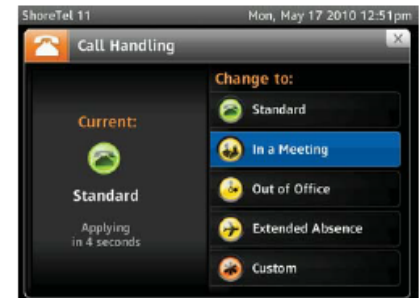 ShoreTel 11
Mon, May 17 2010 12:51pm
Call Handling
Current:
Standard
Applying
in 4 seconds
Change to:
Standard
In a Meeting
Out of Office
Extended Absence
Custom